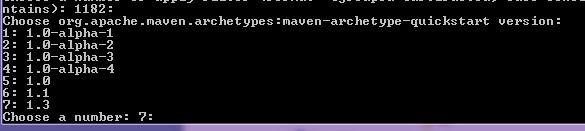 ntains): 1182:
Choose org.apache.maven.archetypes:maven-archetype-quickstart version:
1: 1.0-alpha-1
2: 1.0-alpha-2
3: 1.0-alpha-3
4: 1.0-alpha-4
5: 1.0
6: 1.1
7: 1.3
Choose a number: 7: